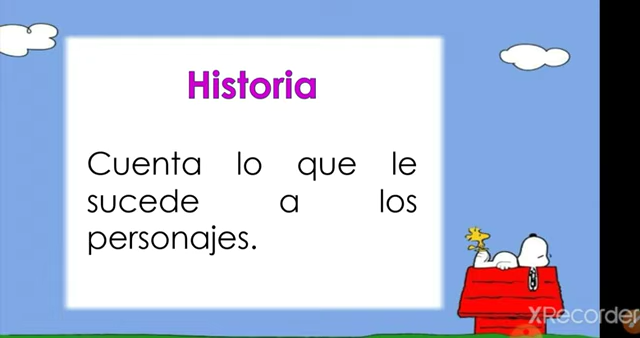 Historia
Cuenta lo que le
sucede a los
personajes.
XRecorder